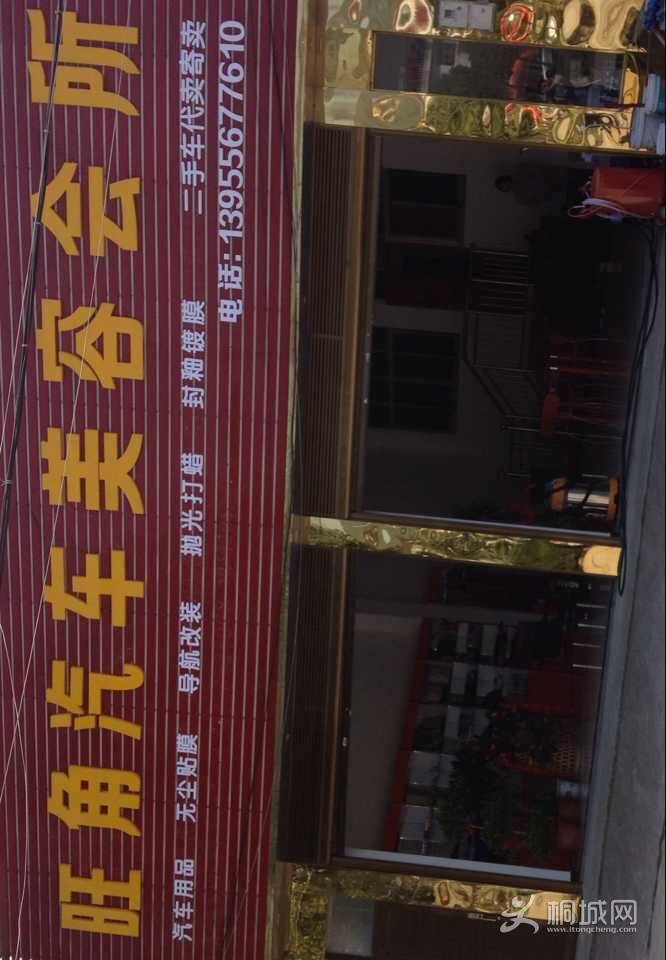 旺角汽车美容会所
汽车用品 无尘贴膜 导航改装 抛光打蜡 封釉镀膜 二手车代卖寄卖
电话:13955677610
桐城网
www.itongcheng.com